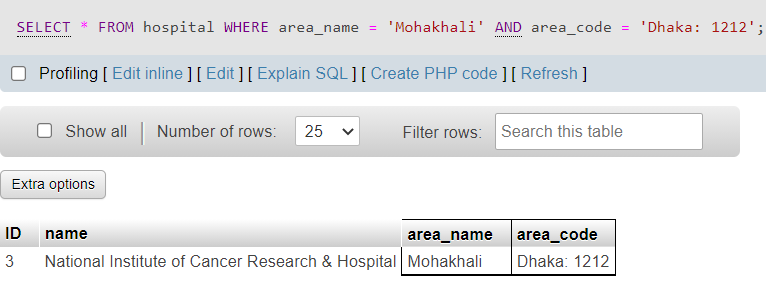 SELECT * FROM hospital WHERE area_name = 'Mohakhali' AND area_code = 'Dhaka: 1212';
Profiling [ Edit inline ] [ Edit ] [ Explain SQL ] [ Create PHP code ] [ Refresh ]
Show all Number of rows: 25 Filter rows: Search this table
Extra options
ID name area_name area_code
3 National Institute of Cancer Research & Hospital Mohakhali Dhaka: 1212